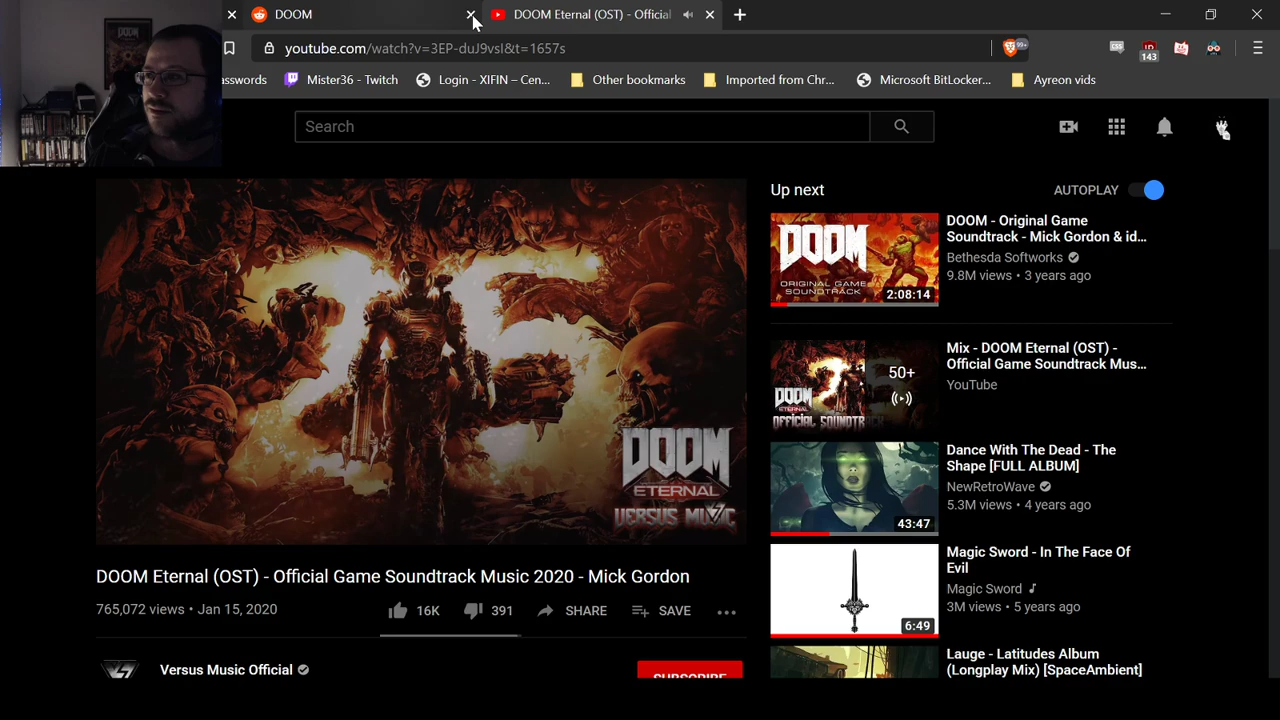 DOOM
DOOM Eternal (OST) - Official
youtube.com/watch?v=3EP-duJ9vsI&t=1657s
99+
CSS
143
asswords
Mister36 - Twitch
Login - XIFIN – Cen...
Other bookmarks
Imported from Chr...
Microsoft BitLocker...
Ayreon vids
Search
DOOM
ETERNAL
VERSUS MUSIC
DOOM Eternal (OST) - Official Game Soundtrack Music 2020 - Mick Gordon
765,072 views • Jan 15, 2020
16K
391
SHARE
SAVE
Versus Music Official
SUBSCRIBE
Up next
AUTOPLAY
DOOM
ORIGINAL GAME
SOUNDTRACK
2:08:14
DOOM - Original Game
Soundtrack - Mick Gordon & id...
Bethesda Softworks
9.8M views • 3 years ago
DOOM
ETERNAL
OFFICIAL SOUNDTR
50+
Mix - DOOM Eternal (OST) -
Official Game Soundtrack Mus...
YouTube
43:47
Dance With The Dead - The
Shape [FULL ALBUM]
NewRetroWave
5.3M views • 4 years ago
6:49
Magic Sword - In The Face Of
Evil
Magic Sword
3M views • 5 years ago
Lauge - Latitudes Album
(Longplay Mix) [SpaceAmbient]